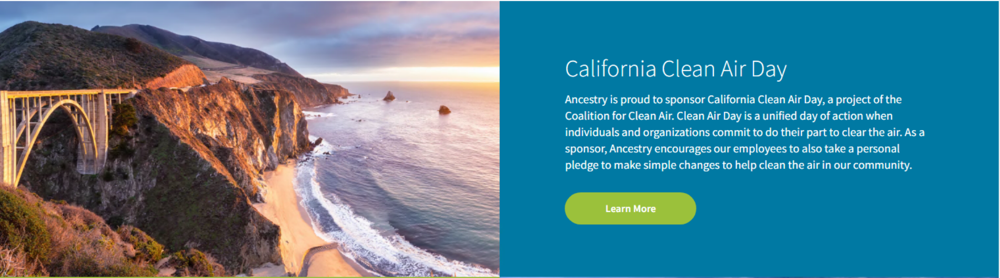 California Clean Air Day
Ancestry is proud to sponsor California Clean Air Day, a project of the
Coalition for Clean Air. Clean Air Day is a unified day of action when
individuals and organizations commit to do their part to clear the air. As a
sponsor, Ancestry encourages our employees to also take a personal
pledge to make simple changes to help clean the air in our community.
Learn More